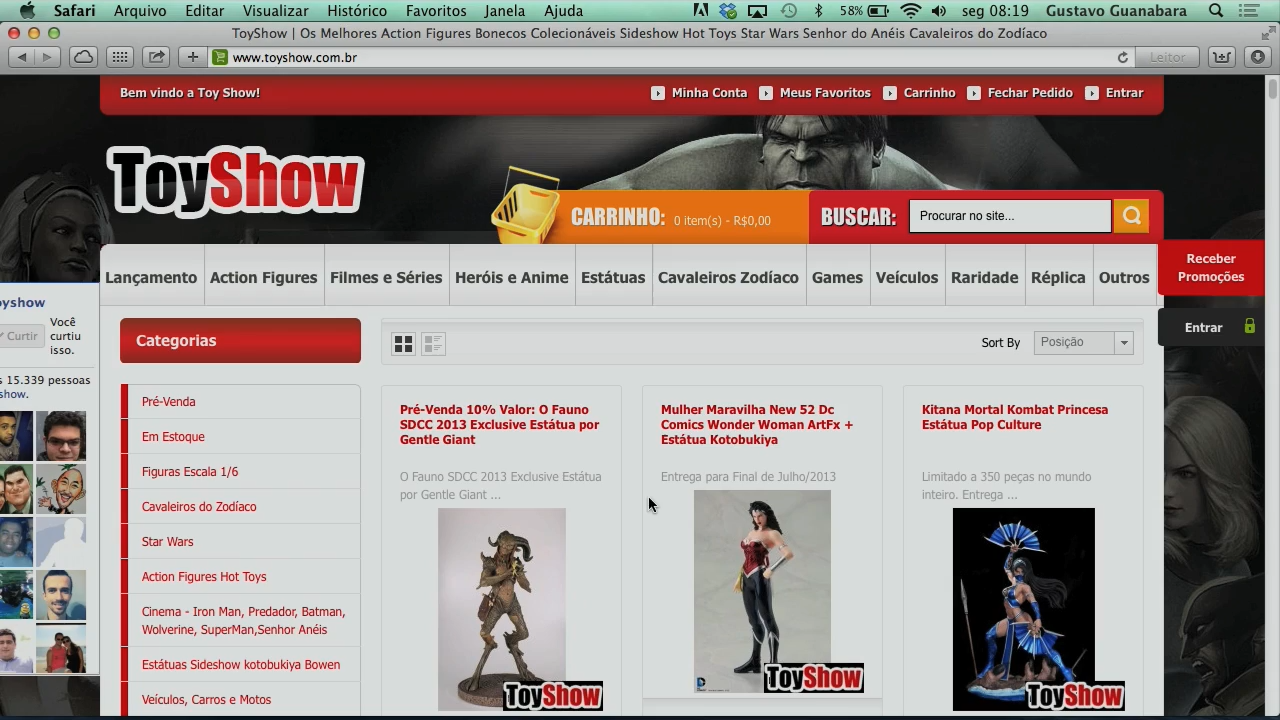 Safari Arquivo Editar Visualizar Histórico Favoritos Janela Ajuda 58% seg 08:19 Gustavo Guanabara
ToyShow | Os Melhores Action Figures Bonecos Colecionáveis Sideshow Hot Toys Star Wars Senhor do Anéis Cavaleiros do Zodíaco
www.toyshow.com.br Leitor
Bem vindo a Toy Show! Minha Conta Meus Favoritos Carrinho Fechar Pedido Entrar
ToyShow
CARRINHO: 0 item(s) - R$0,00 BUSCAR: Procurar no site...
Lançamento Action Figures Filmes e Séries Heróis e Anime Estátuas Cavaleiros Zodíaco Games Veículos Raridade Réplica Outros
Receber
Promoções
Entrar
oyshow
Curtir
Você
curtiu
isso.
s 15.339 pessoas
show.
Categorias
Sort By Posição
Pré-Venda
Em Estoque
Figuras Escala 1/6
Cavaleiros do Zodíaco
Star Wars
Action Figures Hot Toys
Cinema - Iron Man, Predador, Batman,
Wolverine, SuperMan,Senhor Anéis
Estátuas Sideshow kotobukiya Bowen
Veículos, Carros e Motos
Pré-Venda 10% Valor: O Fauno
SDCC 2013 Exclusive Estátua por
Gentle Giant
O Fauno SDCC 2013 Exclusive Estátua
por Gentle Giant ...
ToyShow
Mulher Maravilha New 52 Dc
Comics Wonder Woman ArtFx +
Estátua Kotobukiya
Entrega para Final de Julho/2013
ToyShow
Kitana Mortal Kombat Princesa
Estátua Pop Culture
Limitado a 350 peças no mundo
inteiro. Entrega ...
ToyShow